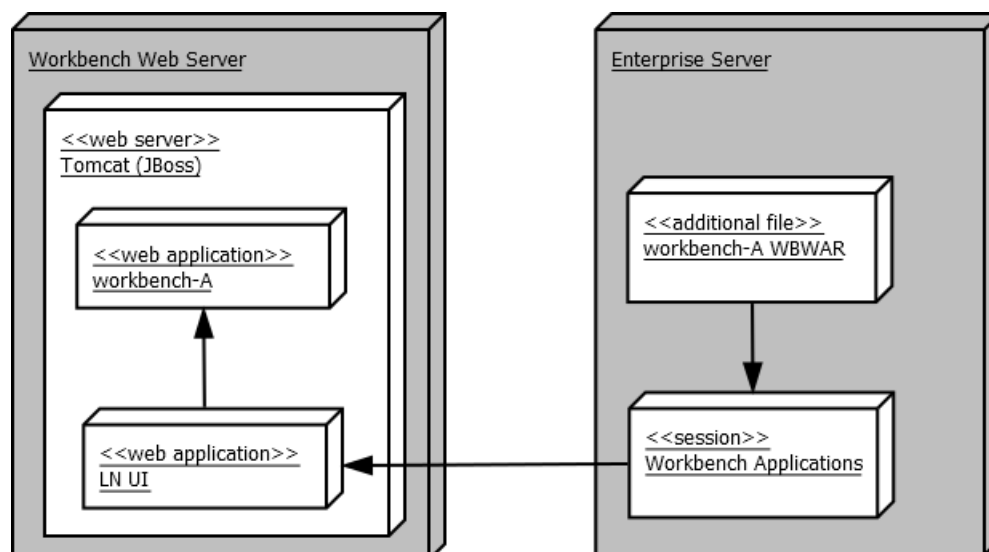 Workbench Web Server
<<web server>>
Tomcat (JBoss)
<<web application>>
workbench-A
<<web application>>
LN UI
Enterprise Server
<<additional file>>
workbench-A WBWAR
<<session>>
Workbench Applications